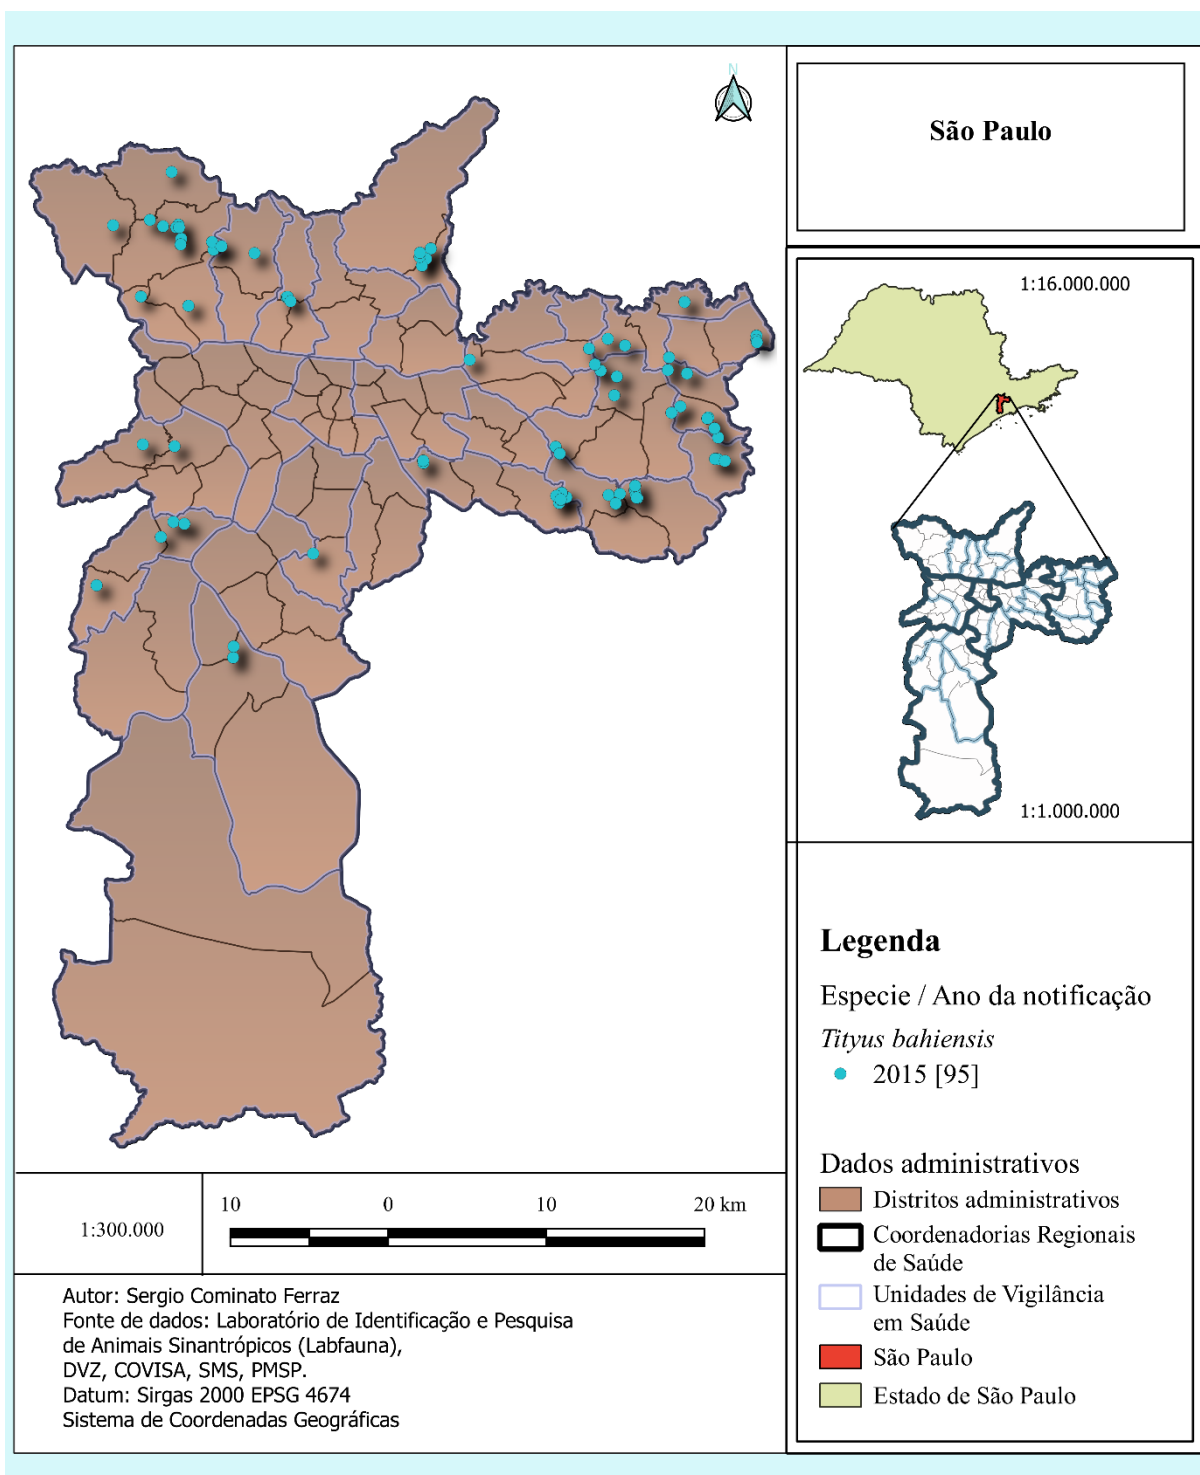 N
São Paulo
1:16.000.000
1:1.000.000
Legenda
Especie / Ano da notificação
Tityus bahiensis
2015 [95]
Dados administrativos
Distritos administrativos
Coordenadorias Regionais
de Saúde
Unidades de Vigilância
em Saúde
São Paulo
Estado de São Paulo
1:300.000
10 0 10 20 km
Autor: Sergio Cominato Ferraz
Fonte de dados: Laboratório de Identificação e Pesquisa
de Animais Sinantrópicos (Labfauna),
DVZ, COVISA, SMS, PMSP.
Datum: Sirgas 2000 EPSG 4674
Sistema de Coordenadas Geográficas